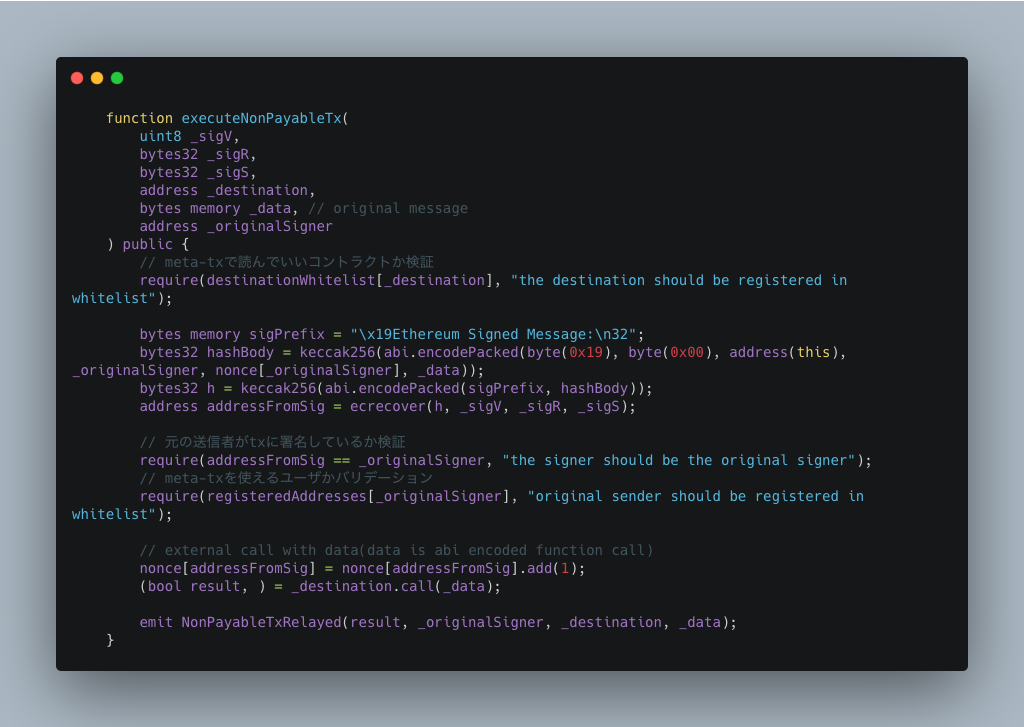 function executeNonPayableTx(
uint8 _sigV,
bytes32 _sigR,
bytes32 _sigS,
address _destination,
bytes memory _data, // original message
address _originalSigner
) public {
// meta-txで読んでいいコントラクトか検証
require(destinationWhitelist[_destination], "the destination should be registered in
whitelist");
bytes memory sigPrefix = "\x19Ethereum Signed Message:\n32";
bytes32 hashBody = keccak256(abi.encodePacked(byte(0x19), byte(0x00), address(this),
_originalSigner, nonce[_originalSigner], _data));
bytes32 h = keccak256(abi.encodePacked(sigPrefix, hashBody));
address addressFromSig = ecrecover(h, _sigV, _sigR, _sigS);
// 元の送信者がtxに署名しているか検証
require(addressFromSig == _originalSigner, "the signer should be the original signer");
// meta-txを使えるユーザかバリデーション
require(registeredAddresses[_originalSigner], "original sender should be registered in
whitelist");
// external call with data(data is abi encoded function call)
nonce[addressFromSig] = nonce[addressFromSig].add(1);
(bool result, ) = _destination.call(_data);
emit NonPayableTxRelayed(result, _originalSigner, _destination, _data);
}